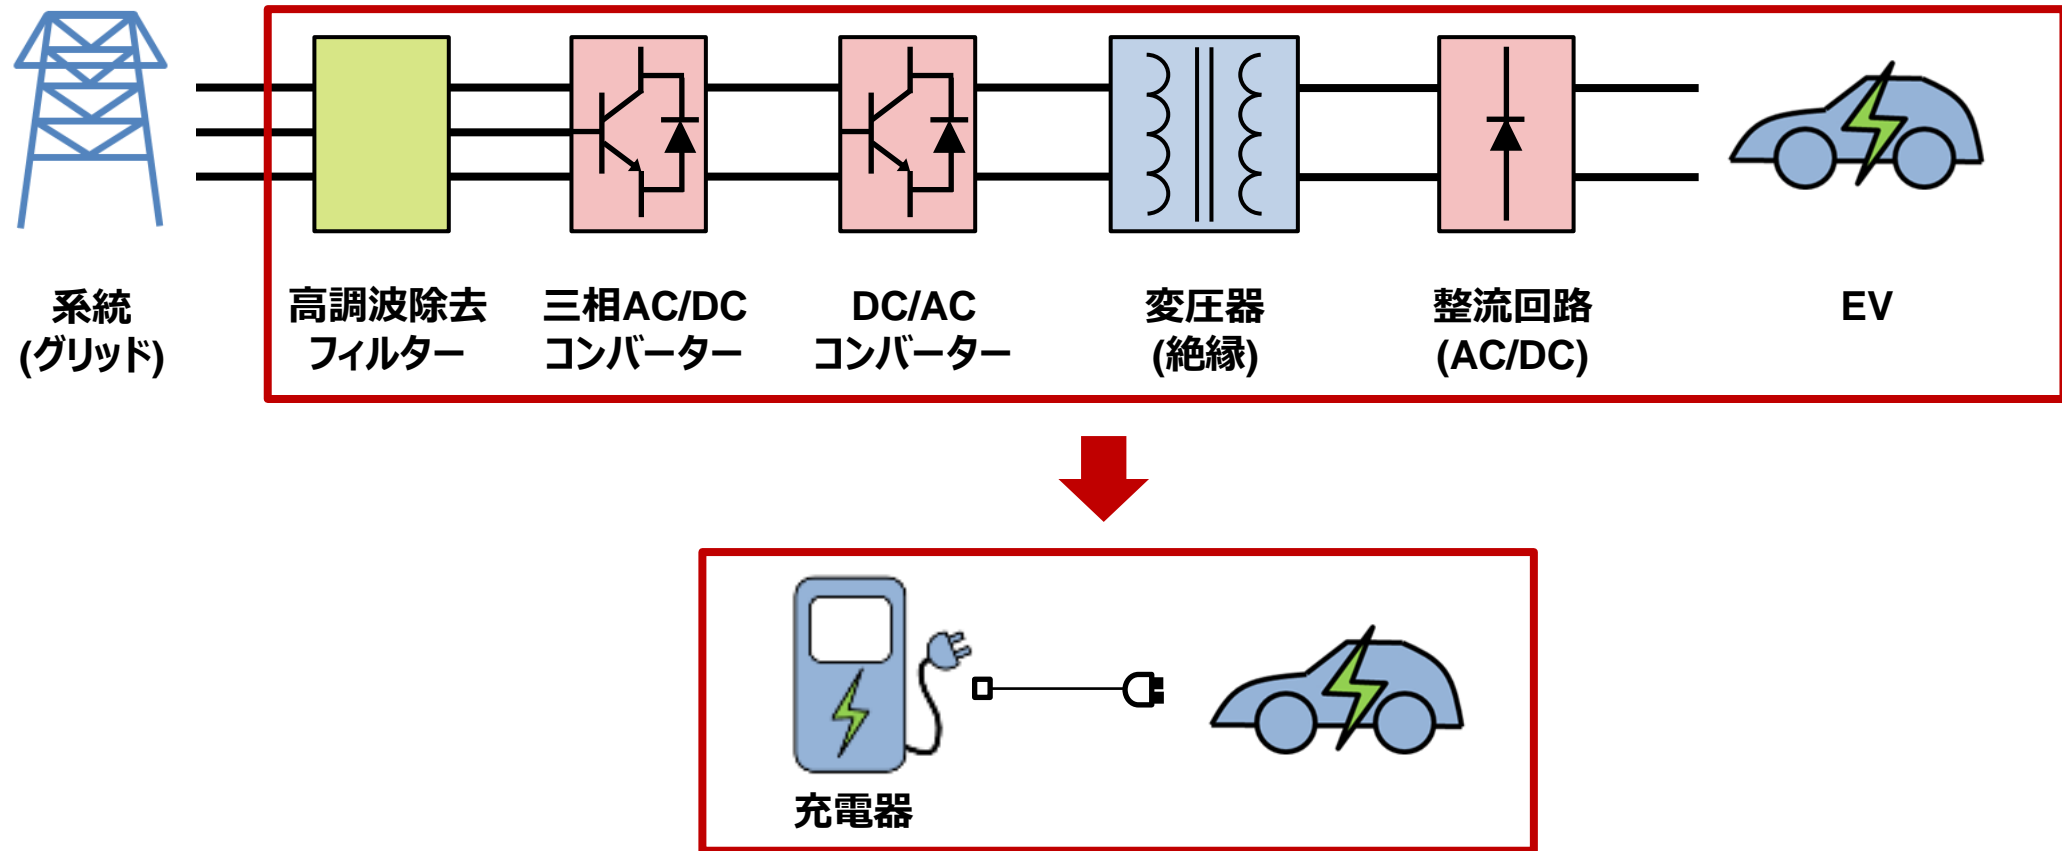 系統
(グリッド)
高調波除去
フィルター
三相AC/DC
コンバーター
DC/AC
コンバーター
変圧器
(絶縁)
整流回路
(AC/DC)
EV
充電器